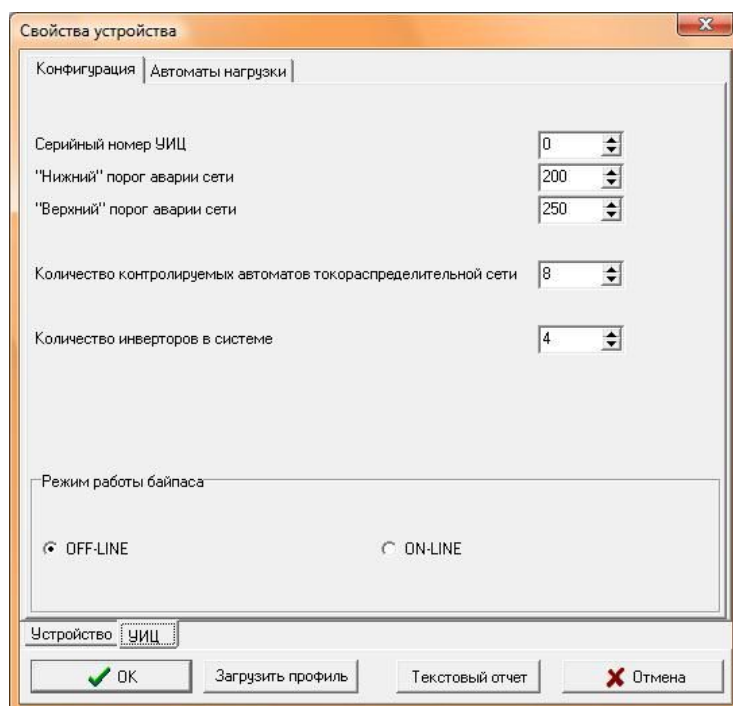 Свойства устройства
Конфигурация Автоматы нагрузки
Серийный номер УИЦ 0
"Нижний" порог аварии сети 200
"Верхний" порог аварии сети 250
Количество контролируемых автоматов токораспределительной сети 8
Количество инверторов в системе 4
Режим работы байпаса
OFF-LINE ON-LINE
Устройство УИЦ
OK Загрузить профиль Текстовый отчет Отмена